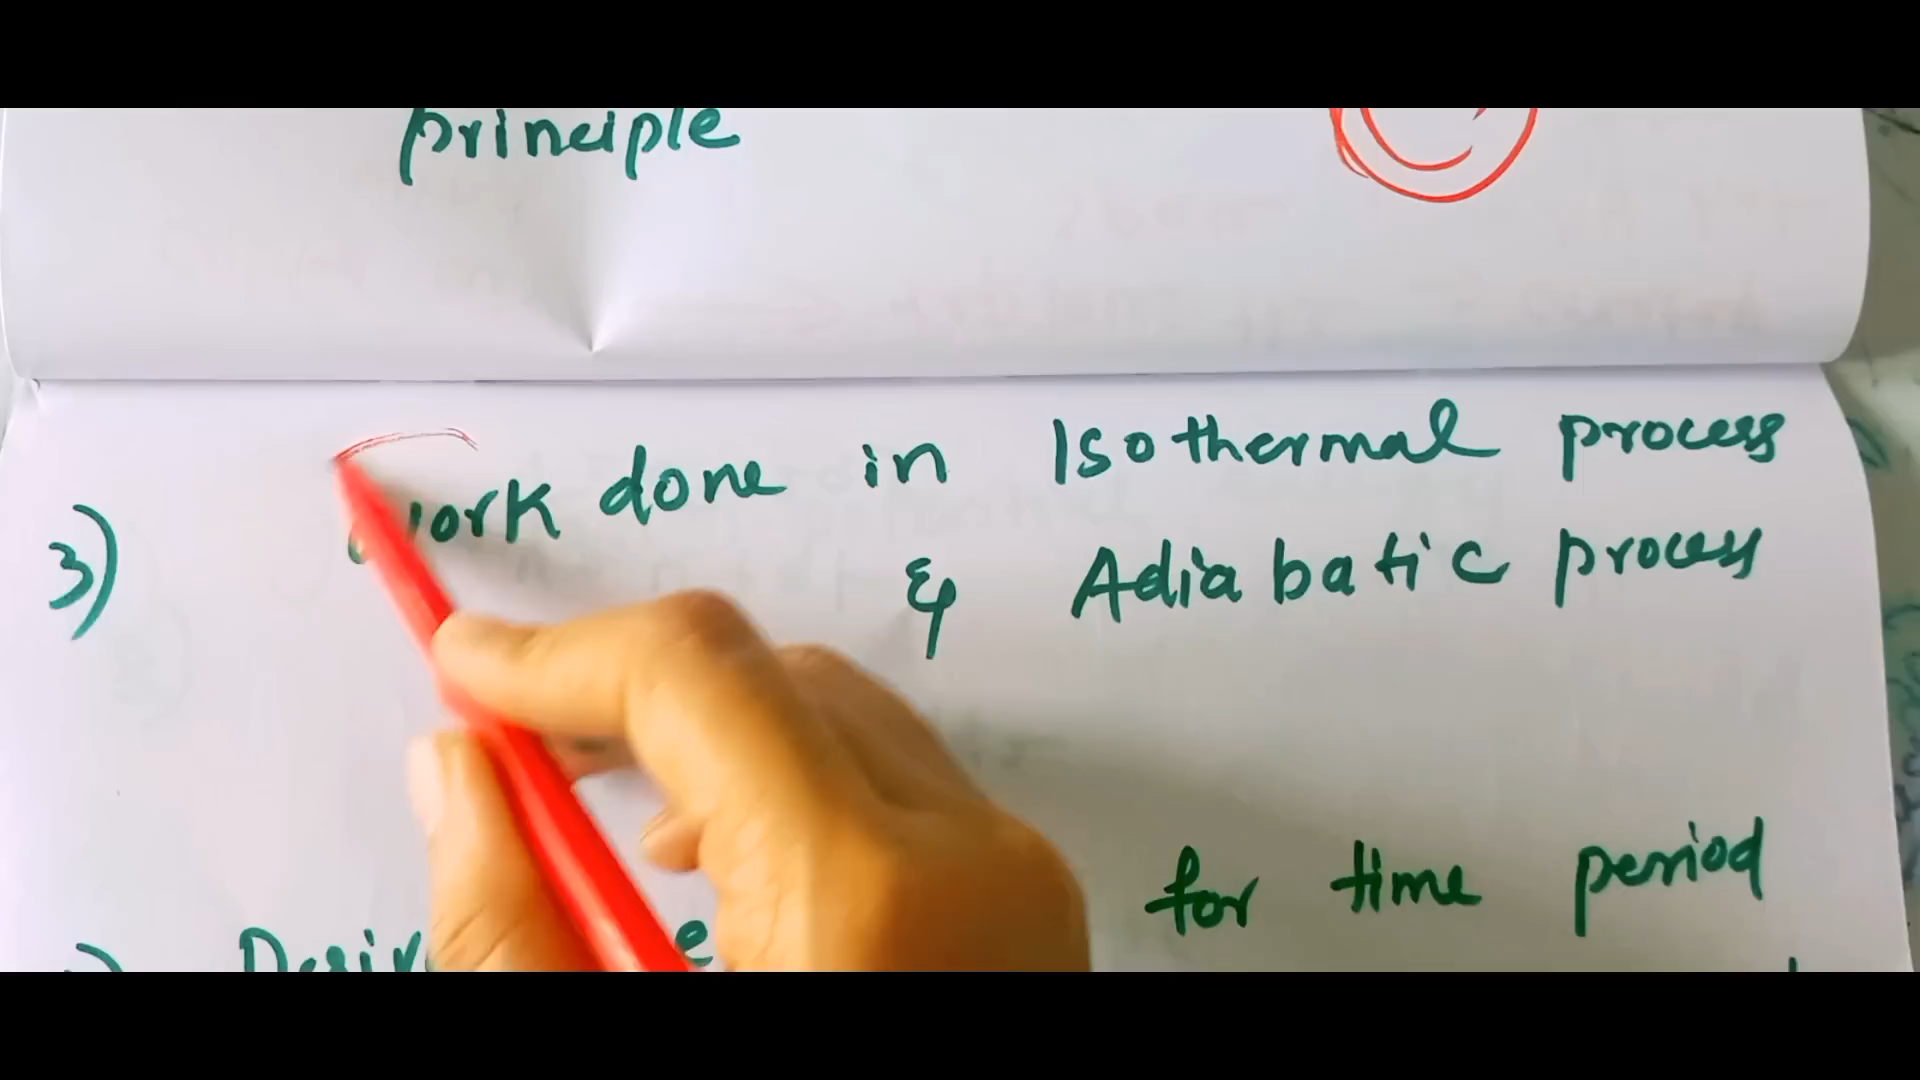 principle
3) work done in Isothermal process
& Adiabatic process
for time period